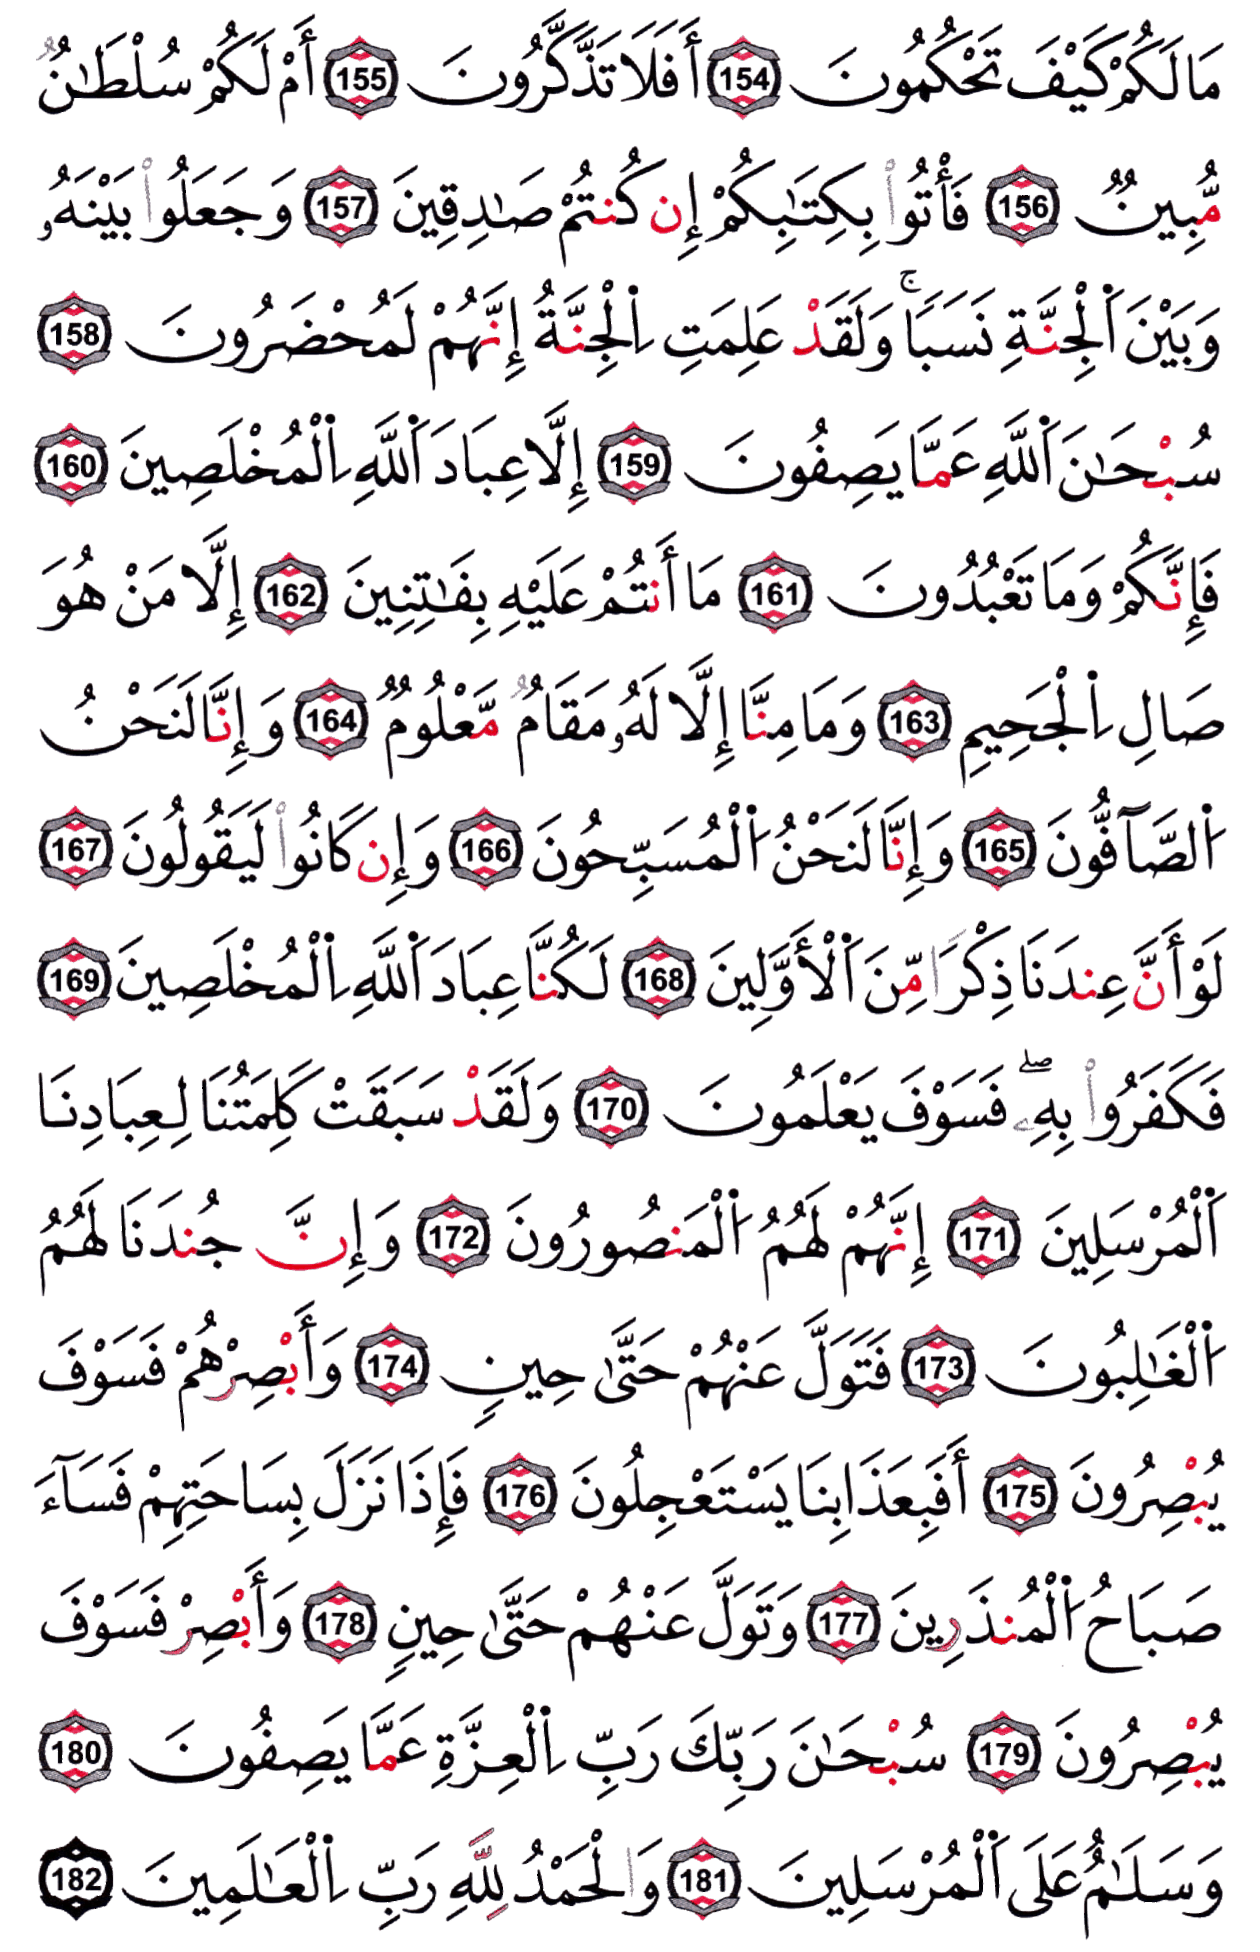 مَا لَكُمْ كَيْفَ تَحْكُمُونَ 154 أَفَلَا تَذَّكَّرُونَ 155 أَمْ لَكُمْ سُلْطَٰنٌ
مُّبِينٌ 156 فَأْتُوا۟ بِكِتَٰبِكُمْ إِن كُنتُمْ صَٰدِقِينَ 157 وَجَعَلُوا۟ بَيْنَهُۥ
وَبَيْنَ ٱلْجِنَّةِ نَسَبًا ۚ وَلَقَدْ عَلِمَتِ ٱلْجِنَّةُ إِنَّهُمْ لَمُحْضَرُونَ 158
سُبْحَٰنَ ٱللَّهِ عَمَّا يَصِفُونَ 159 إِلَّا عِبَادَ ٱللَّهِ ٱلْمُخْلَصِينَ 160
فَإِنَّكُمْ وَمَا تَعْبُدُونَ 161 مَا أَنتُمْ عَلَيْهِ بِفَٰتِنِينَ 162 إِلَّا مَنْ هُوَ
صَالِ ٱلْجَحِيمِ 163 وَمَا مِنَّا إِلَّا لَهُۥ مَقَامٌ مَّعْلُومٌ 164 وَإِنَّا لَنَحْنُ
ٱلصَّآفُّونَ 165 وَإِنَّا لَنَحْنُ ٱلْمُسَبِّحُونَ 166 وَإِن كَانُوا۟ لَيَقُولُونَ 167
لَوْ أَنَّ عِندَنَا ذِكْرًا مِّنَ ٱلْأَوَّلِينَ 168 لَكُنَّا عِبَادَ ٱللَّهِ ٱلْمُخْلَصِينَ 169
فَكَفَرُوا۟ بِهِۦ ۖ فَسَوْفَ يَعْلَمُونَ 170 وَلَقَدْ سَبَقَتْ كَلِمَتُنَا لِعِبَادِنَا
ٱلْمُرْسَلِينَ 171 إِنَّهُمْ لَهُمُ ٱلْمَنصُورُونَ 172 وَإِنَّ جُندَنَا لَهُمُ
ٱلْغَٰلِبُونَ 173 فَتَوَلَّ عَنْهُمْ حَتَّىٰ حِينٍ 174 وَأَبْصِرْهُمْ فَسَوْفَ
يُبْصِرُونَ 175 أَفَبِعَذَابِنَا يَسْتَعْجِلُونَ 176 فَإِذَا نَزَلَ بِسَاحَتِهِمْ فَسَآءَ
صَبَاحُ ٱلْمُنذَرِينَ 177 وَتَوَلَّ عَنْهُمْ حَتَّىٰ حِينٍ 178 وَأَبْصِرْ فَسَوْفَ
يُبْصِرُونَ 179 سُبْحَٰنَ رَبِّكَ رَبِّ ٱلْعِزَّةِ عَمَّا يَصِفُونَ 180
وَسَلَٰمٌ عَلَى ٱلْمُرْسَلِينَ 181 وَٱلْحَمْدُ لِلَّهِ رَبِّ ٱلْعَٰلَمِينَ 182